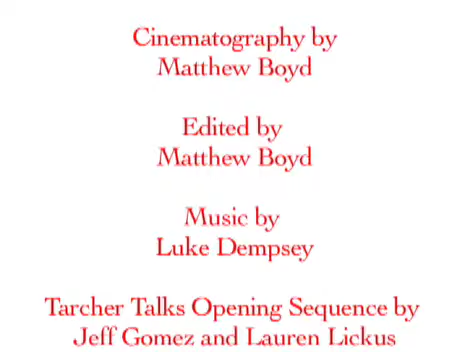 Cinematography by
Matthew Boyd
Edited by
Matthew Boyd
Music by
Luke Dempsey
Tarcher Talks Opening Sequence by
Jeff Gomez and Lauren Lickus